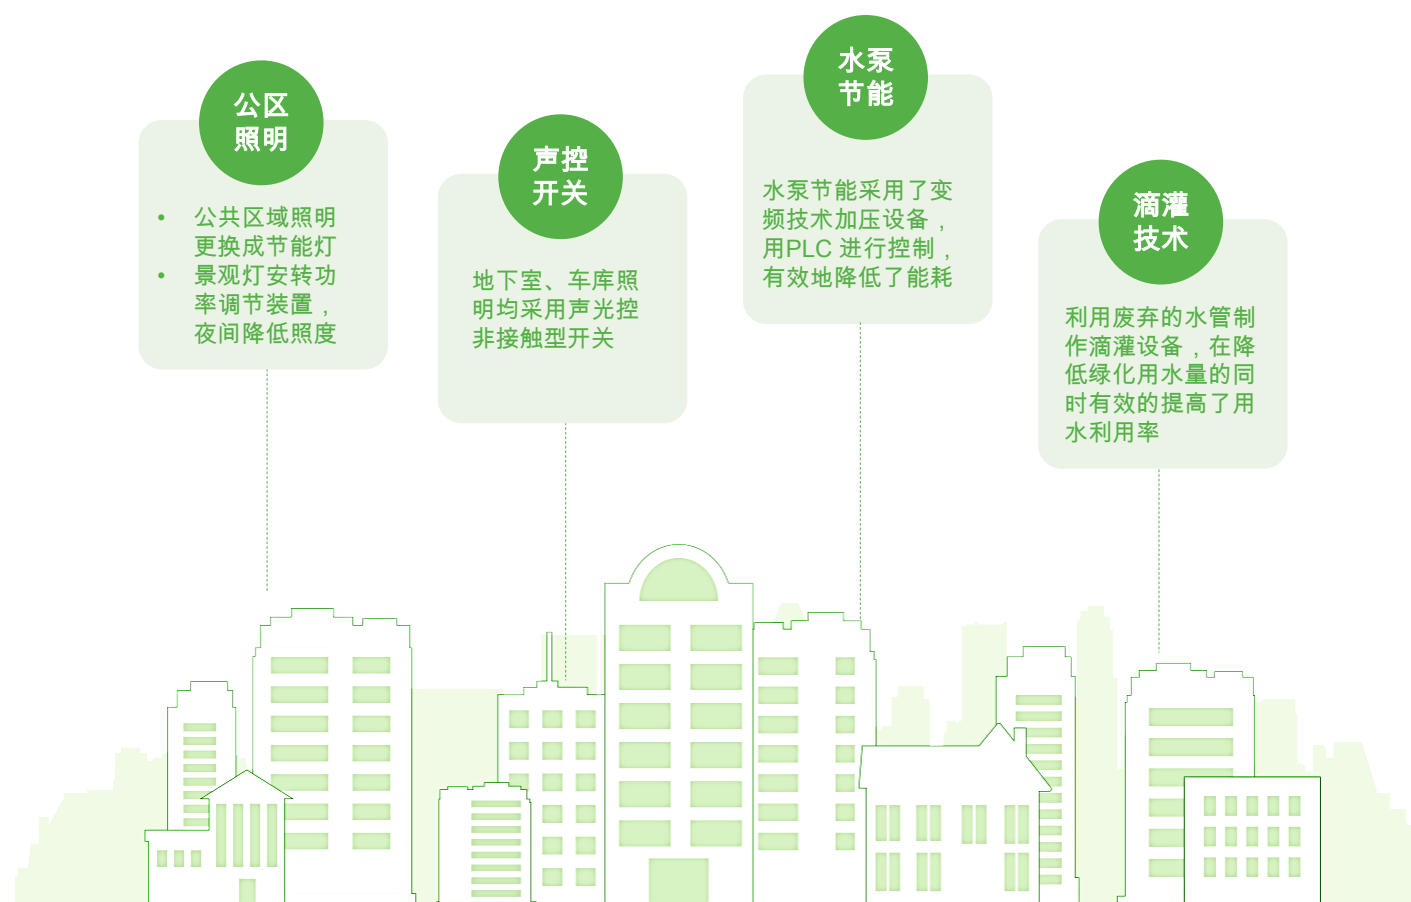 公区
照明
• 公共区域照明
更换成节能灯
• 景观灯安转功
率调节装置，
夜间降低照度
声控
开关
地下室、车库照
明均采用声光控
非接触型开关
水泵
节能
水泵节能采用了变
频技术加压设备，
用PLC 进行控制，
有效地降低了能耗
滴灌
技术
利用废弃的水管制
作滴灌设备，在降
低绿化用水量的同
时有效的提高了用
水利用率